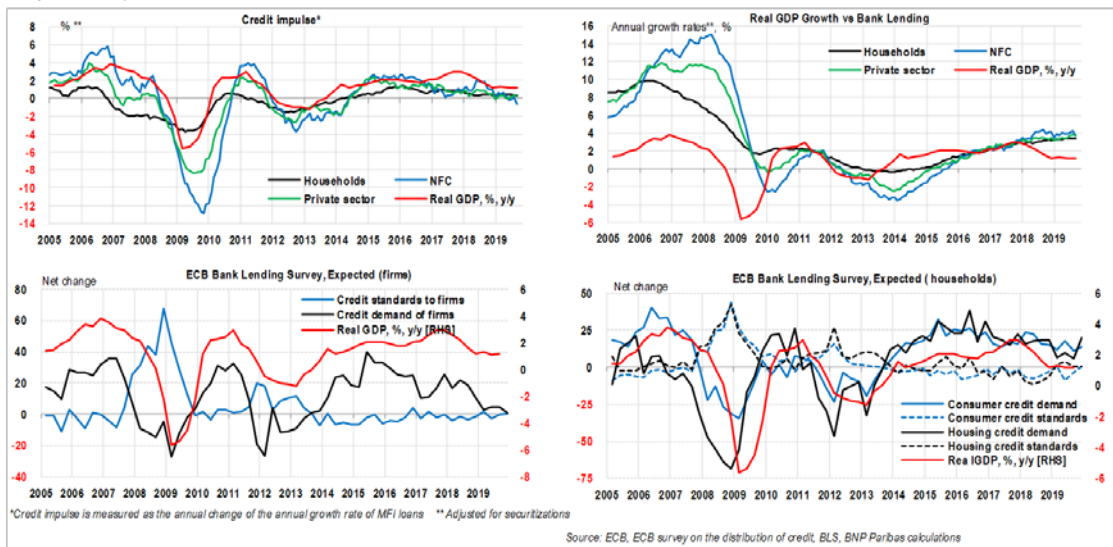 Credit impulse*
% **
8
6
4
2
0
-2
-4
-6
-8
-10
-12
-14
Households
NFC
Private sector
Real GDP, %, y/y
2005 2006 2007 2008 2009 2010 2011 2012 2013 2014 2015 2016 2017 2018 2019
Real GDP Growth vs Bank Lending
Annual growth rates**, %
16
14
12
10
8
6
4
2
0
-2
-4
-6
Households
NFC
Private sector
Real GDP, %, y/y
2005 2006 2007 2008 2009 2010 2011 2012 2013 2014 2015 2016 2017 2018 2019
ECB Bank Lending Survey, Expected (firms)
Net change
80
60
40
20
0
-20
-40
6
4
2
0
-2
-4
-6
-8
Credit standards to firms
Credit demand of firms
Real GDP, %, y/y [RHS]
2005 2006 2007 2008 2009 2010 2011 2012 2013 2014 2015 2016 2017 2018 2019
ECB Bank Lending Survey, Expected ( households)
Net change
50
25
0
-25
-50
-75
6
5
4
3
2
1
0
-1
-2
-3
-4
-5
-6
Consumer credit demand
Consumer credit standards
Housing credit demand
Housing credit standards
Real lGDP, %, y/y [RHS]
2005 2006 2007 2008 2009 2010 2011 2012 2013 2014 2015 2016 2017 2018 2019
*Credit impulse is measured as the annual change of the annual growth rate of MFI loans ** Adjusted for securitizations
Source: ECB, ECB survey on the distribution of credit, BLS, BNP Paribas calculations